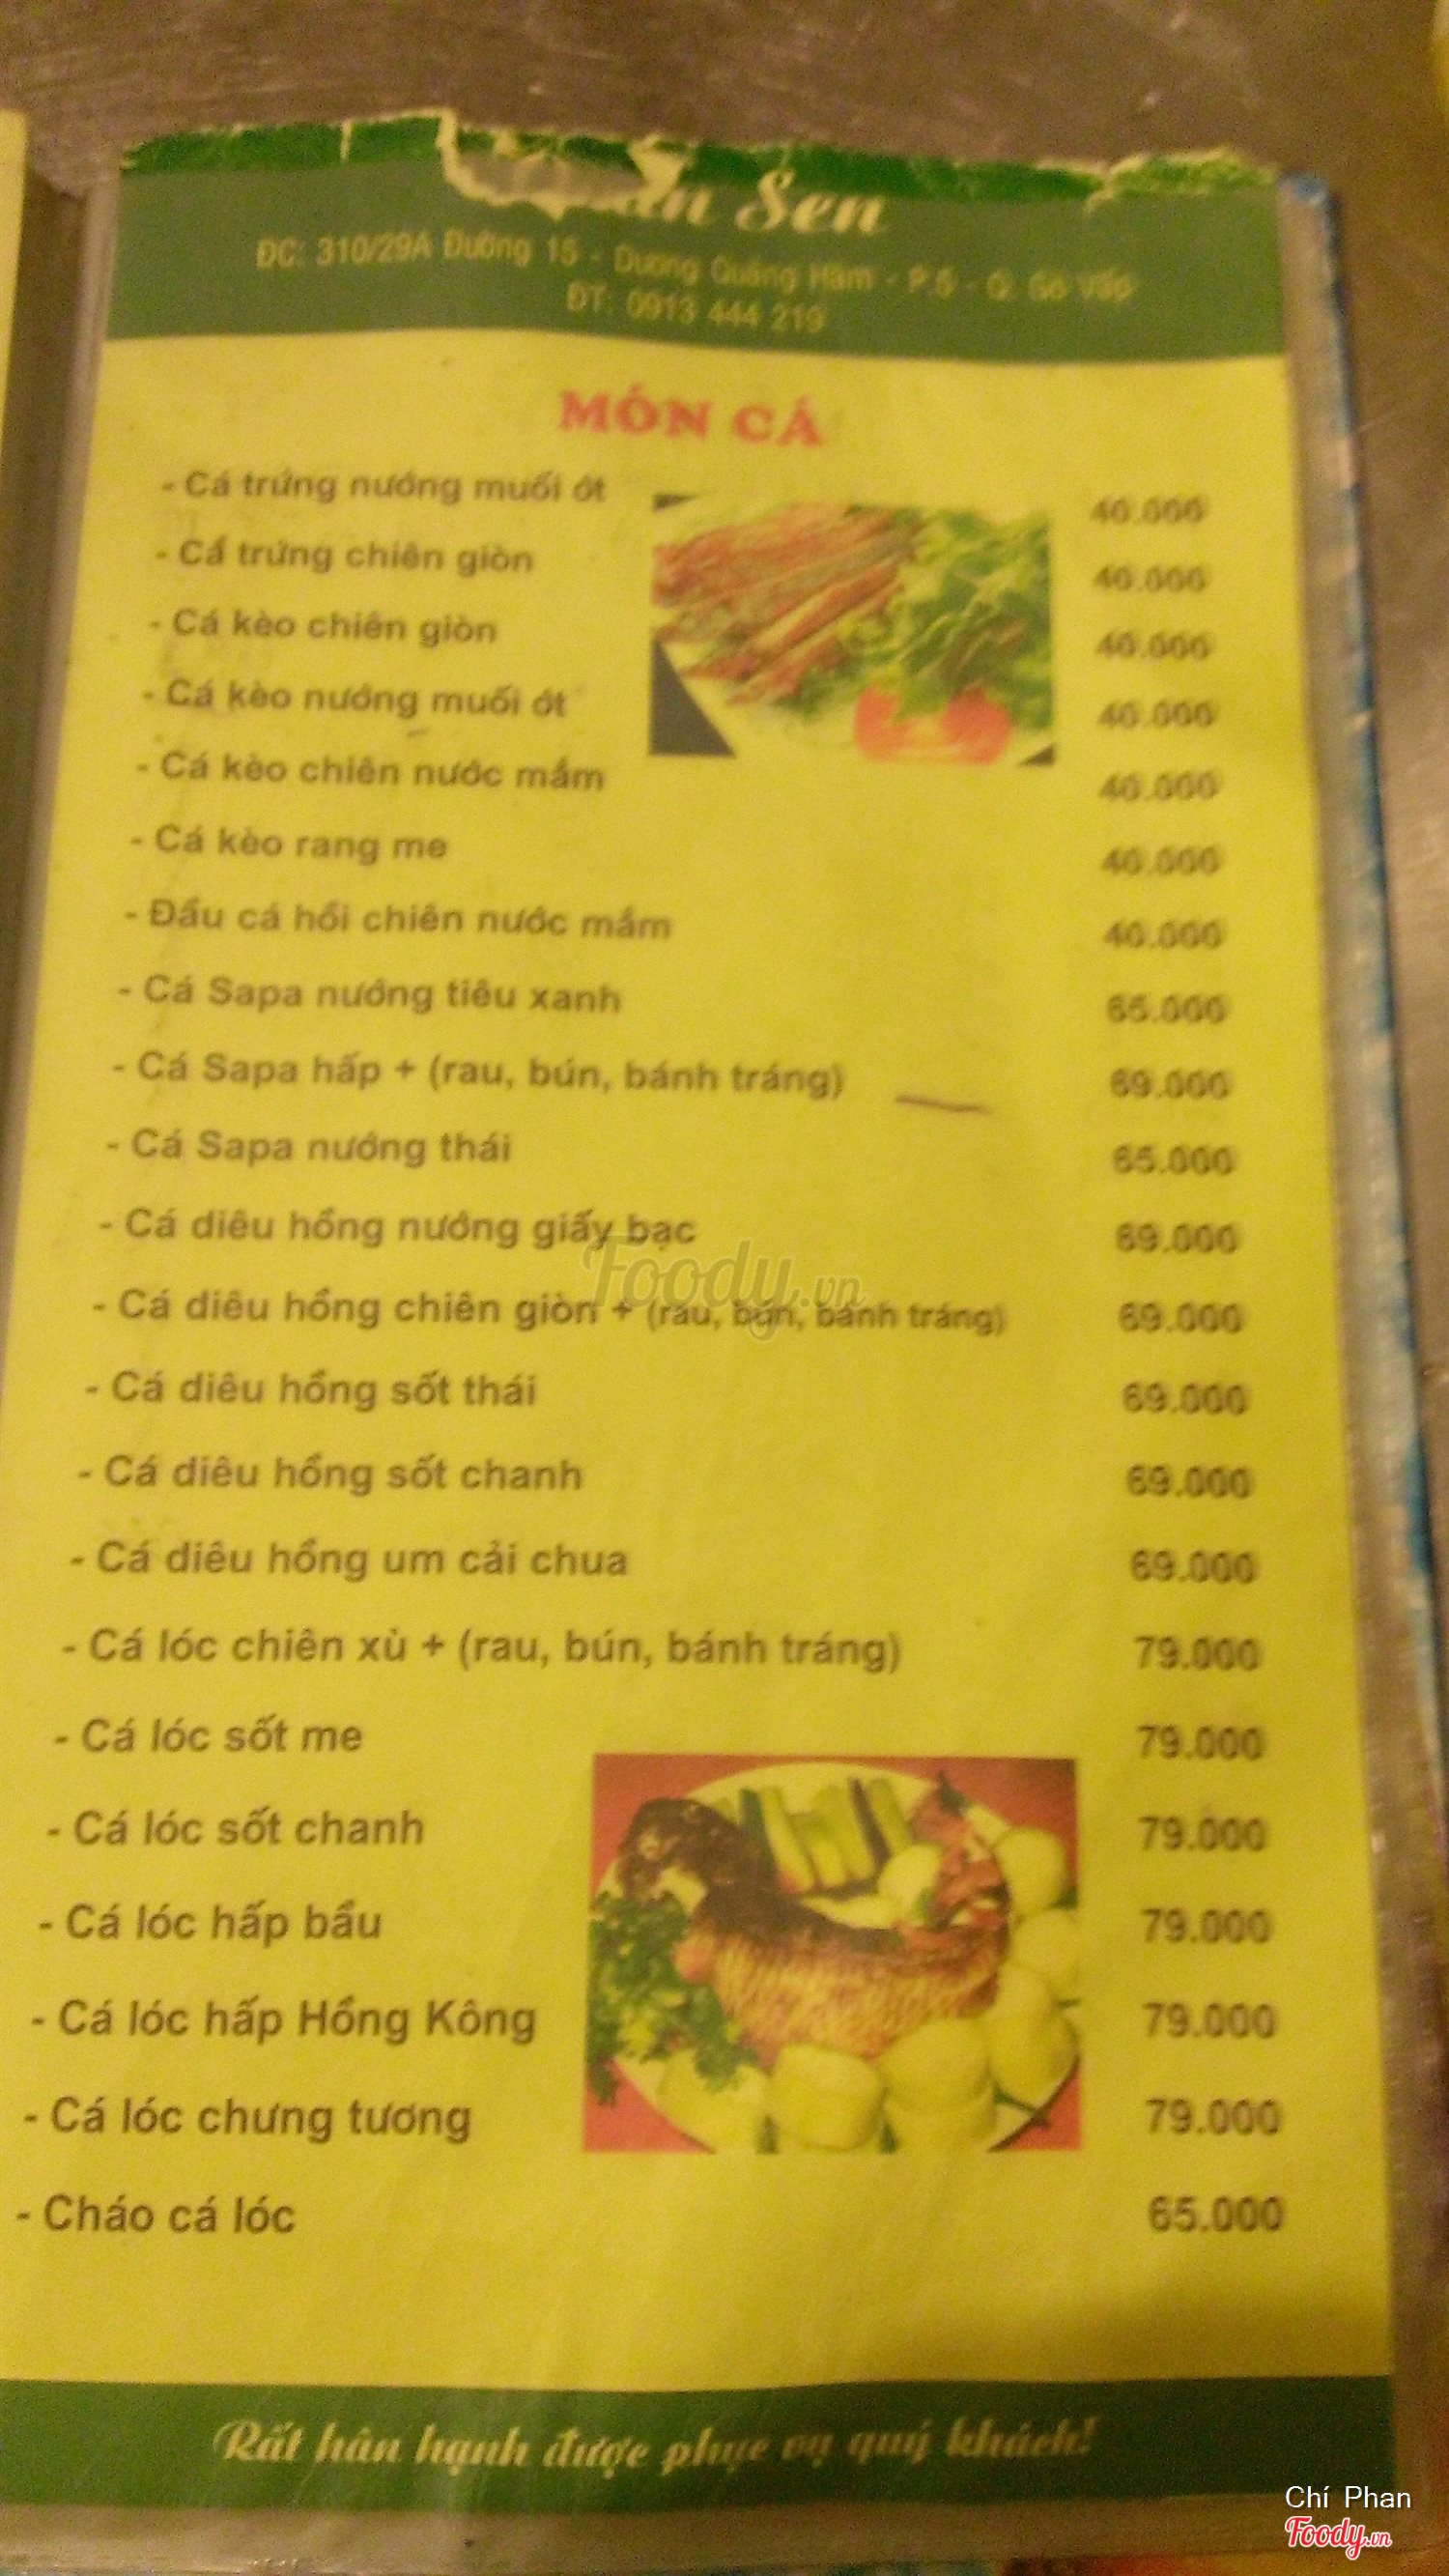 Sen
ĐC: 310/29A Đường 15 - Dương Quảng Hàm - P.5 - Q. Gò Vấp
ĐT: 0913 444 219
MÓN CÁ
- Cá trứng nướng muối ớt 40.000
- Cá trứng chiên giòn 40.000
- Cá kèo chiên giòn 40.000
- Cá kèo nướng muối ớt 40.000
- Cá kèo chiên nước mắm 40.000
- Cá kèo rang me 40.000
- Đầu cá hồi chiên nước mắm 40.000
- Cá Sapa nướng tiêu xanh 65.000
- Cá Sapa hấp + (rau, bún, bánh tráng) 69.000
- Cá Sapa nướng thái 65.000
- Cá diêu hồng nướng giấy bạc 69.000
Foody.vn
- Cá diêu hồng chiên giòn + (rau, bún, bánh tráng) 69.000
- Cá diêu hồng sốt thái 69.000
- Cá diêu hồng sốt chanh 69.000
- Cá diêu hồng um cải chua 69.000
- Cá lóc chiên xù + (rau, bún, bánh tráng) 79.000
- Cá lóc sốt me 79.000
- Cá lóc sốt chanh 79.000
- Cá lóc hấp bầu 79.000
- Cá lóc hấp Hồng Kông 79.000
- Cá lóc chưng tương 79.000
- Cháo cá lóc 65.000
Rất hân hạnh được phục vụ quý khách!
Chí Phan
Foody.vn